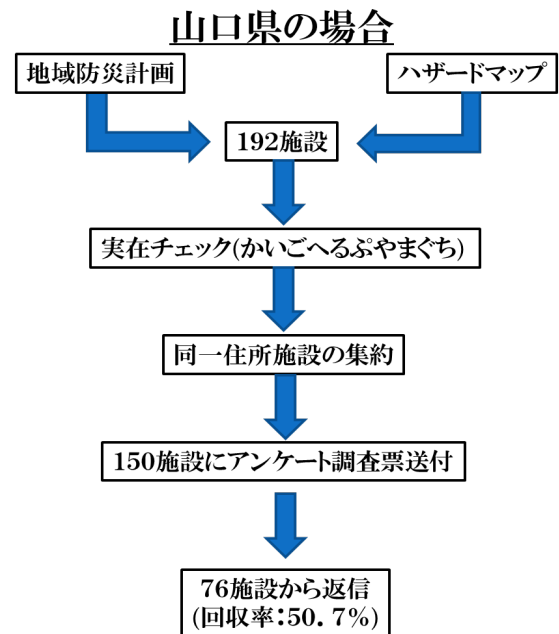 山口県の場合
地域防災計画
ハザードマップ
192施設
実在チェック(かいごへるぷやまぐち)
同一住所施設の集約
150施設にアンケート調査票送付
76施設から返信
(回収率:50.7%)